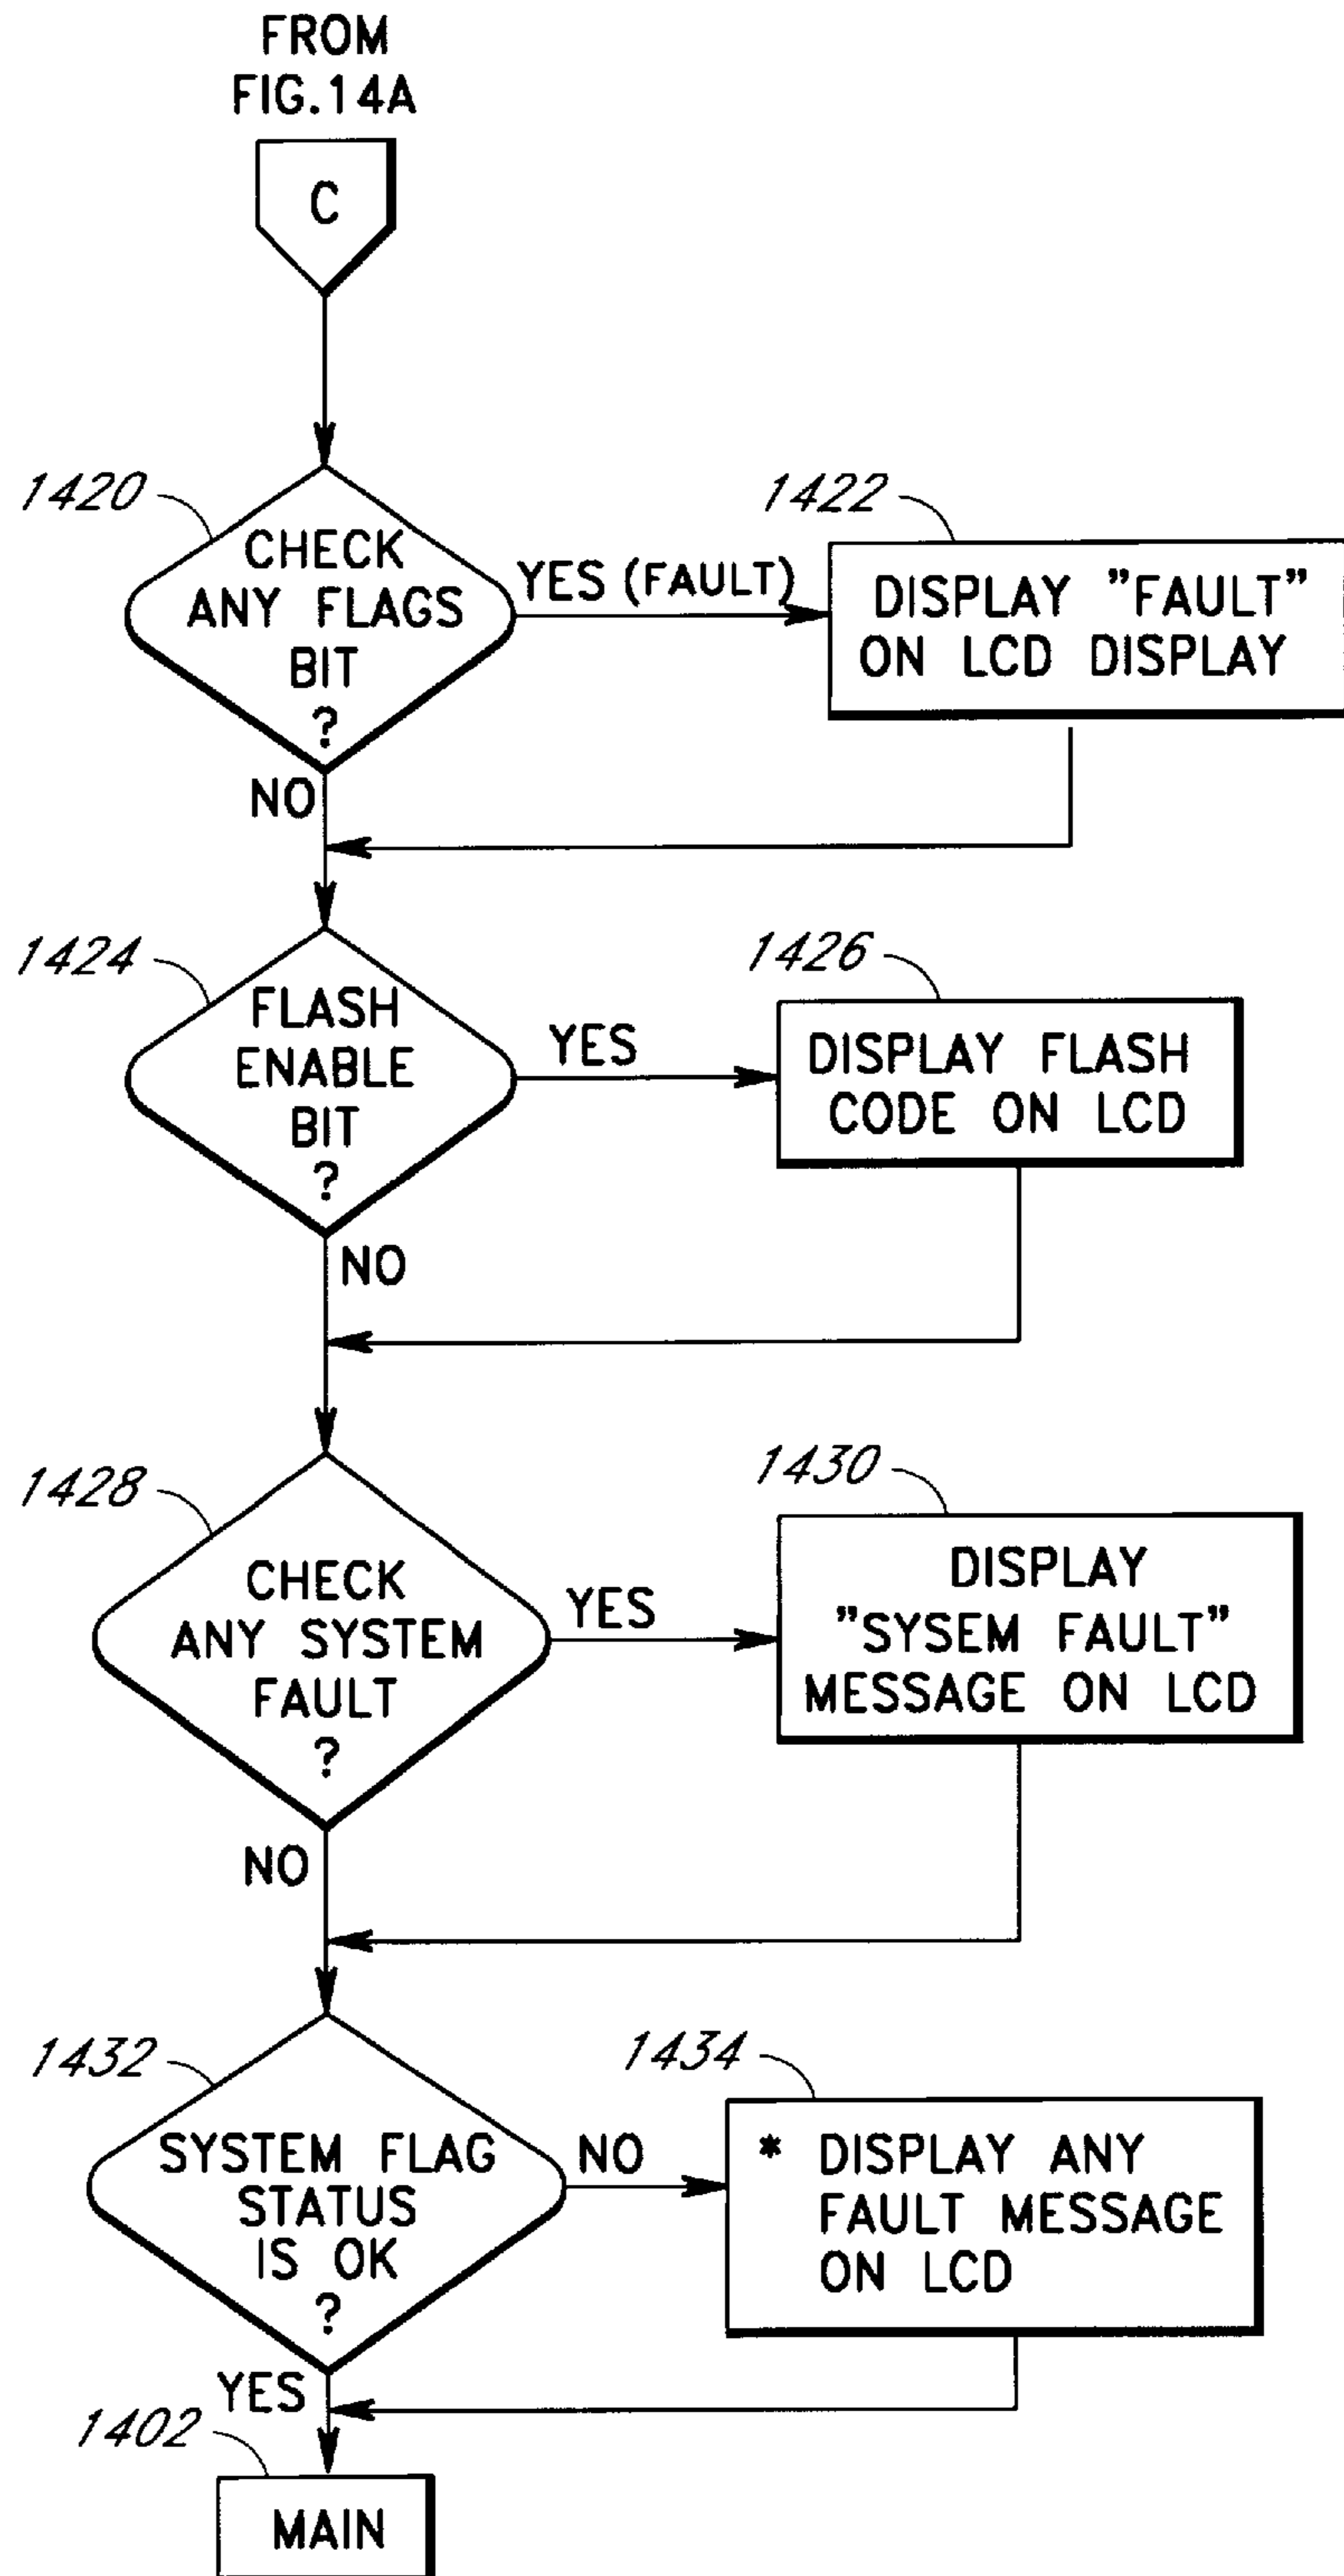 FROM
FIG.14A
C
1420
CHECK
ANY FLAGS
BIT
?
YES (FAULT)
1422
DISPLAY "FAULT"
ON LCD DISPLAY
NO
1424
FLASH
ENABLE
BIT
?
YES
1426
DISPLAY FLASH
CODE ON LCD
NO
1428
CHECK
ANY SYSTEM
FAULT
?
YES
1430
DISPLAY
"SYSEM FAULT"
MESSAGE ON LCD
NO
1432
SYSTEM FLAG
STATUS
IS OK
?
NO
1434
* DISPLAY ANY
FAULT MESSAGE
ON LCD
YES
1402
MAIN